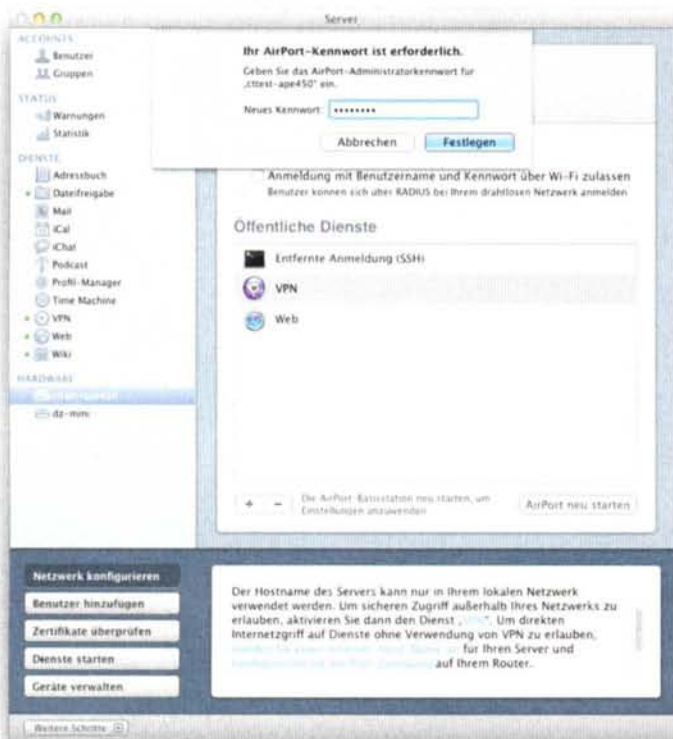 Server
ACCOUNTS
Benutzer
Gruppen
STATUS
Warnungen
Statistik
DIENSTE
Adressbuch
Dateifreigabe
Mail
iCal
iChat
Podcast
Profil-Manager
Time Machine
VPN
Web
Wiki
HARDWARE
dz-mini
Ihr AirPort-Kennwort ist erforderlich.
Geben Sie das AirPort-Administratorkennwort für
„cttest-ape450“ ein.
Neues Kennwort: ••••••••
Abbrechen
Festlegen
Anmeldung mit Benutzername und Kennwort über Wi-Fi zulassen
Benutzer können sich über RADIUS bei Ihrem drahtlosen Netzwerk anmelden
Öffentliche Dienste
Entfernte Anmeldung (SSH)
VPN
Web
+ −
Die AirPort-Basisstation neu starten, um
Einstellungen anzuwenden
AirPort neu starten
Netzwerk konfigurieren
Benutzer hinzufügen
Zertifikate überprüfen
Dienste starten
Geräte verwalten
Der Hostname des Servers kann nur in Ihrem lokalen Netzwerk
verwendet werden. Um sicheren Zugriff außerhalb Ihres Netzwerks zu
erlauben, aktivieren Sie dann den Dienst „VPN“. Um direkten
Internetzgriff auf Dienste ohne Verwendung von VPN zu erlauben,
für Ihren Server und
auf Ihrem Router.
Weitere Schritte